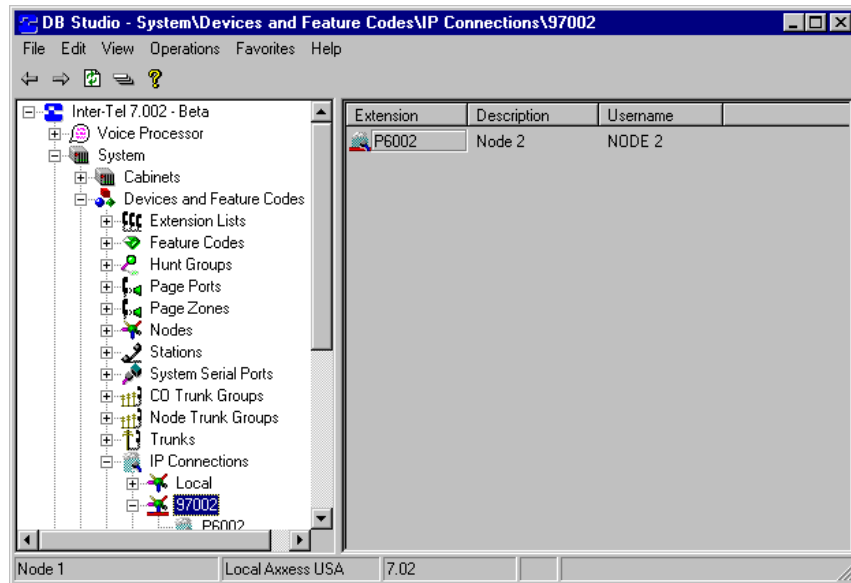 DB Studio - System\Devices and Feature Codes\IP Connections\97002
File Edit View Operations Favorites Help
Inter-Tel 7.002 - Beta
Voice Processor
System
Cabinets
Devices and Feature Codes
Extension Lists
Feature Codes
Hunt Groups
Page Ports
Page Zones
Nodes
Stations
System Serial Ports
CO Trunk Groups
Node Trunk Groups
Trunks
IP Connections
Local
97002
P6002
Extension Description Username
P6002 Node 2 NODE 2
Node 1 Local Axxess USA 7.02